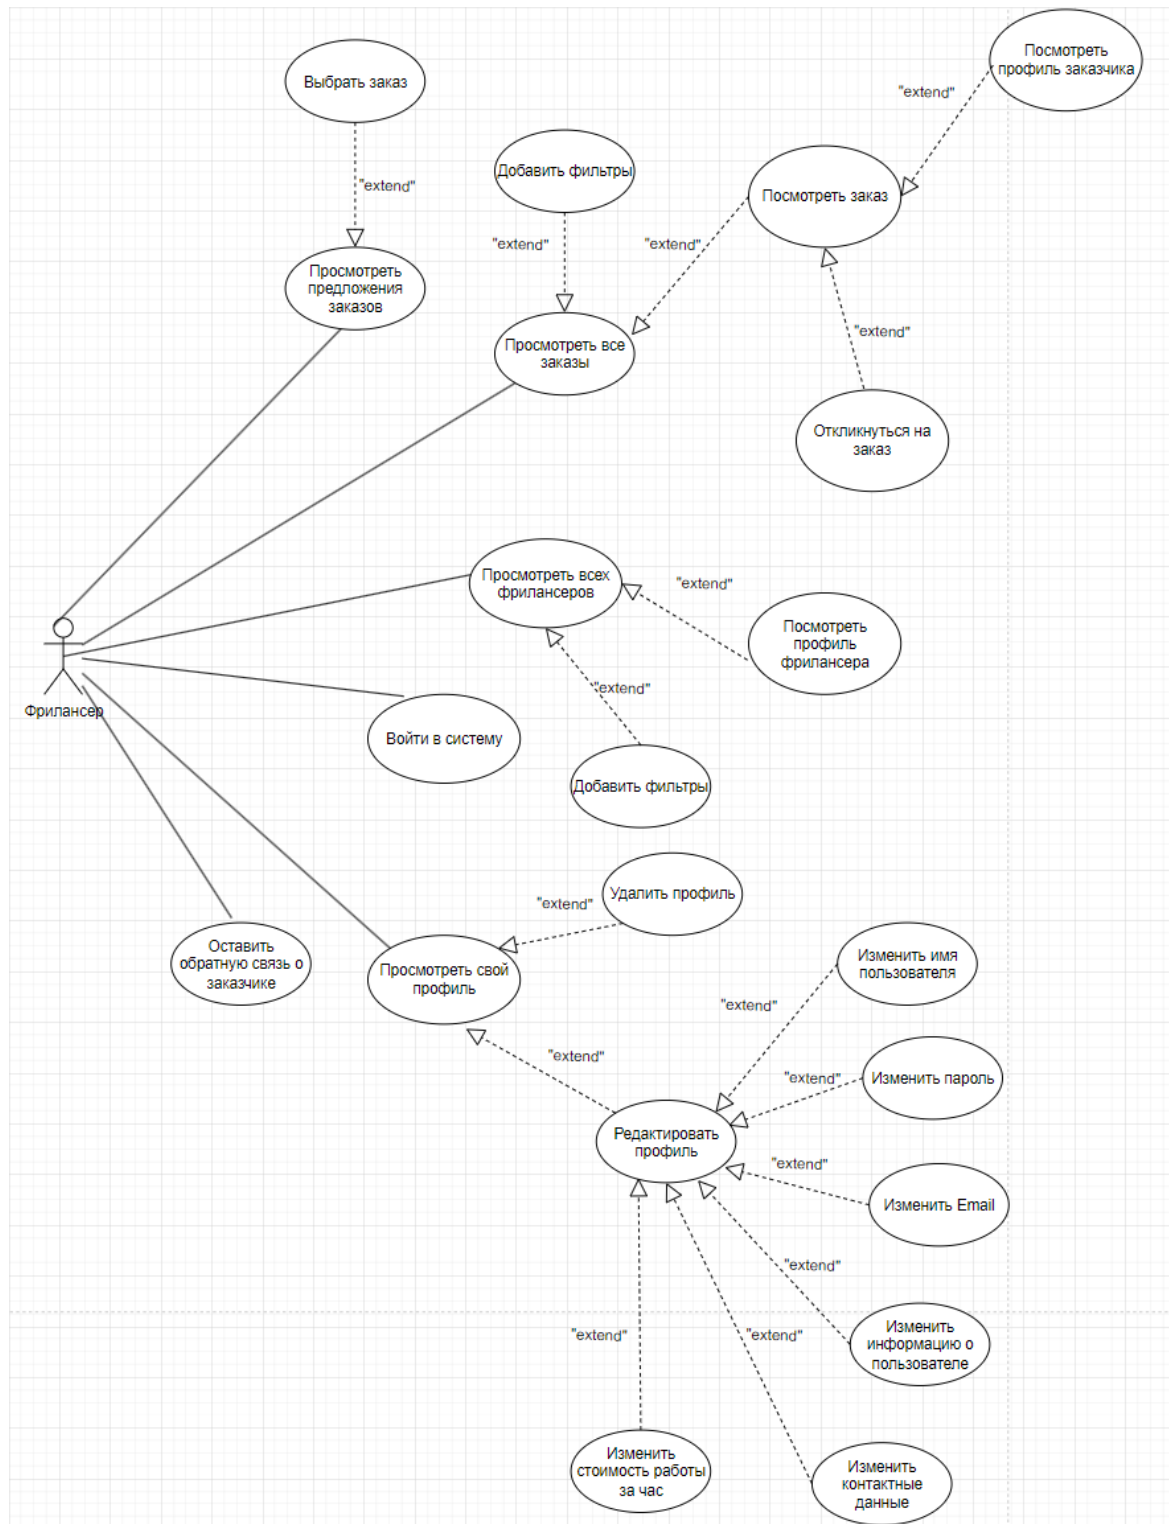 Посмотреть
профиль заказчика
Выбрать заказ
"extend"
Добавить фильтры
"extend"
Посмотреть заказ
"extend"
"extend"
Просмотреть
предложения
заказов
"extend"
Просмотреть все
заказы
Откликнуться на
заказ
Просмотреть всех
фрилансеров
"extend"
Посмотреть
профиль
фрилансера
"extend"
Фрилансер
Войти в систему
Добавить фильтры
Удалить профиль
"extend"
Оставить
обратную связь о
заказчике
Просмотреть свой
профиль
Изменить имя
пользователя
"extend"
"extend"
"extend"
Изменить пароль
Редактировать
профиль
"extend"
Изменить Email
"extend"
"extend"
"extend"
Изменить
информацию о
пользователе
Изменить
стоимость работы
за час
Изменить
контактные
данные